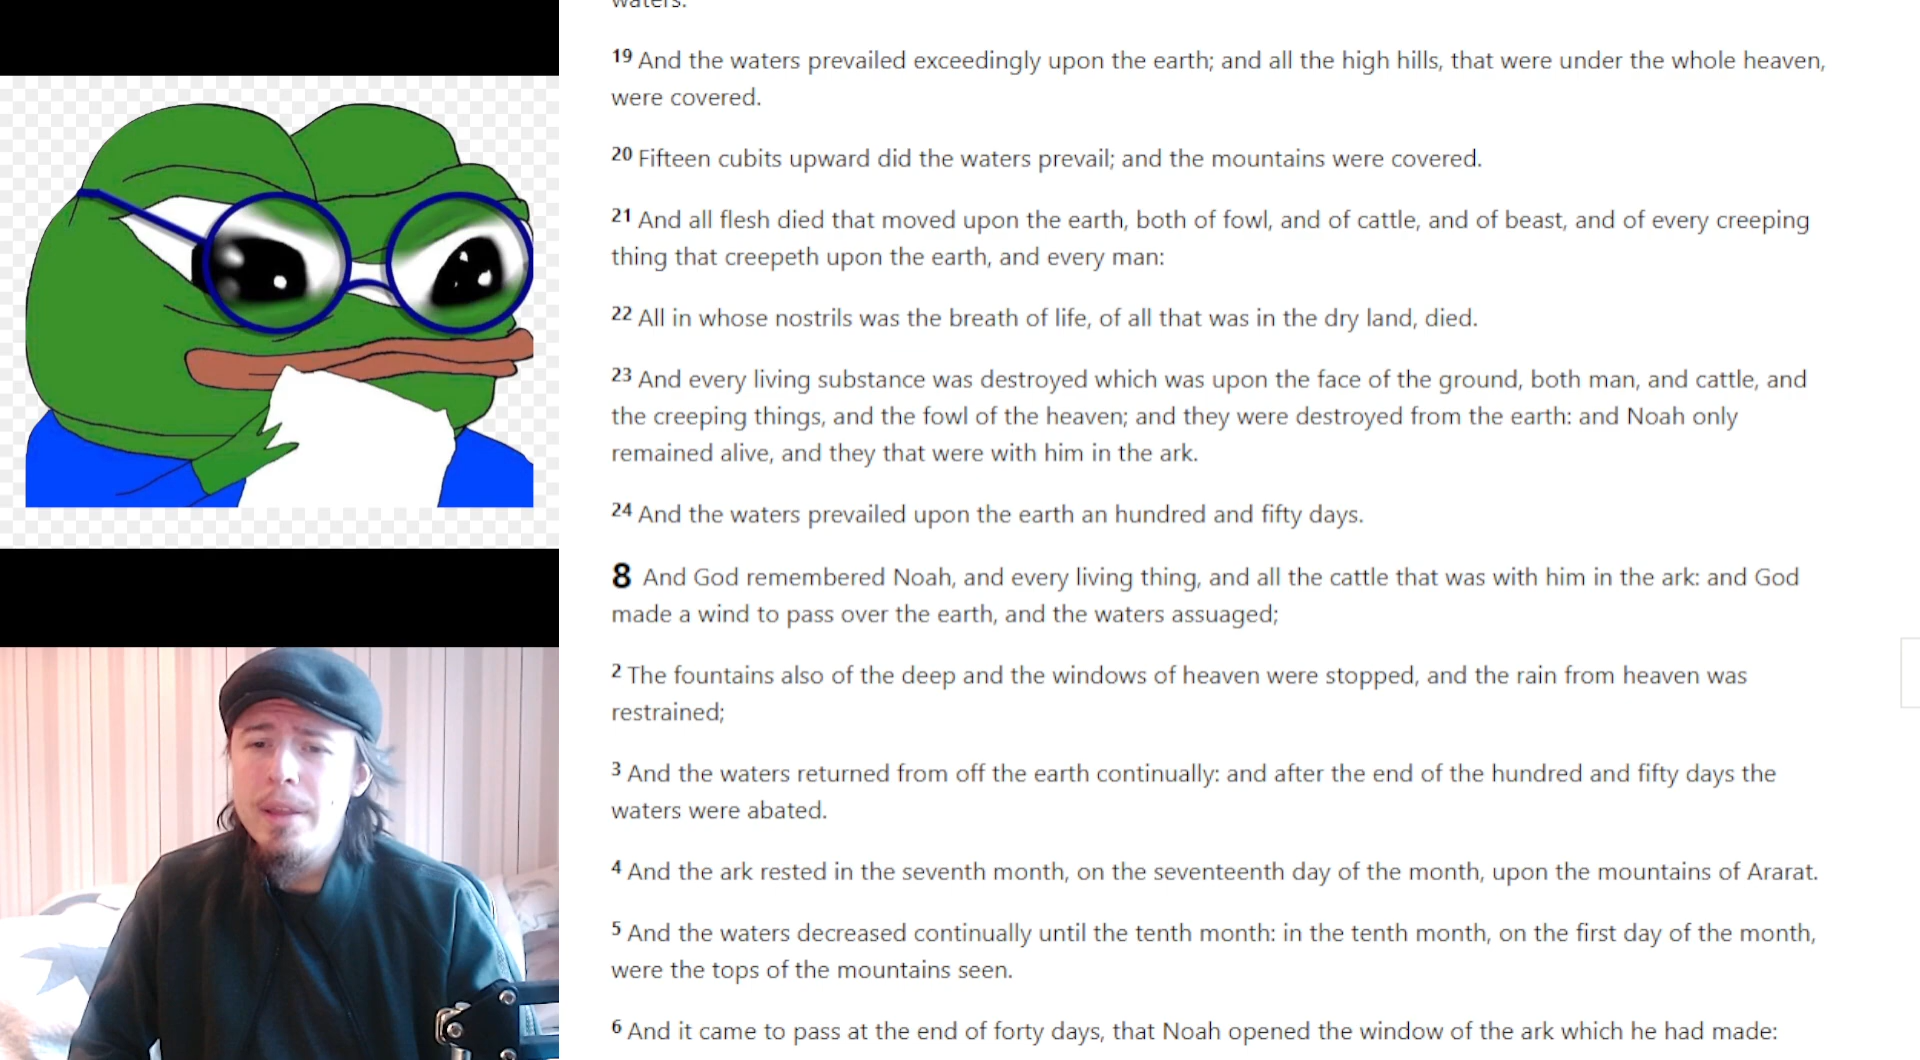 waters.
19 And the waters prevailed exceedingly upon the earth; and all the high hills, that were under the whole heaven,
were covered.
20 Fifteen cubits upward did the waters prevail; and the mountains were covered.
21 And all flesh died that moved upon the earth, both of fowl, and of cattle, and of beast, and of every creeping
thing that creepeth upon the earth, and every man:
22 All in whose nostrils was the breath of life, of all that was in the dry land, died.
23 And every living substance was destroyed which was upon the face of the ground, both man, and cattle, and
the creeping things, and the fowl of the heaven; and they were destroyed from the earth: and Noah only
remained alive, and they that were with him in the ark.
24 And the waters prevailed upon the earth an hundred and fifty days.
8 And God remembered Noah, and every living thing, and all the cattle that was with him in the ark: and God
made a wind to pass over the earth, and the waters assuaged;
2 The fountains also of the deep and the windows of heaven were stopped, and the rain from heaven was
restrained;
3 And the waters returned from off the earth continually: and after the end of the hundred and fifty days the
waters were abated.
4 And the ark rested in the seventh month, on the seventeenth day of the month, upon the mountains of Ararat.
5 And the waters decreased continually until the tenth month: in the tenth month, on the first day of the month,
were the tops of the mountains seen.
6 And it came to pass at the end of forty days, that Noah opened the window of the ark which he had made: